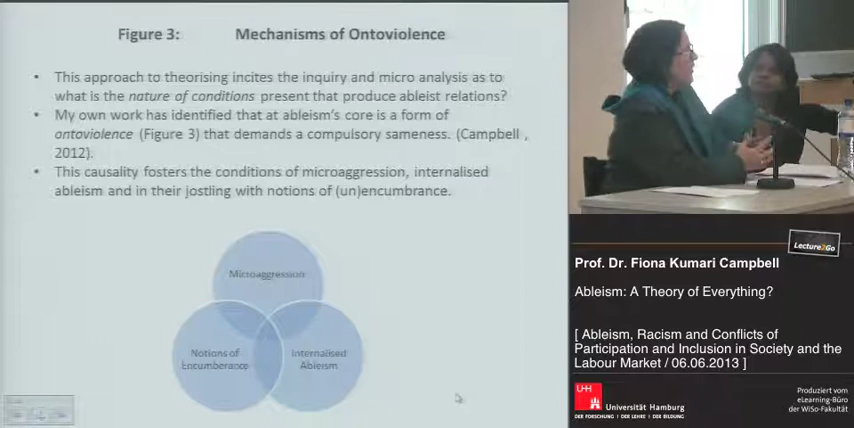 Figure 3: Mechanisms of Ontoviolence
• This approach to theorising incites the inquiry and micro analysis as to
what is the nature of conditions present that produce ableist relations?
• My own work has identified that at ableism's core is a form of
ontoviolence (Figure 3) that demands a compulsory sameness. (Campbell ,
2012).
• This causality fosters the conditions of microaggression, internalised
ableism and in their jostling with notions of (un)encumbrance.
Microaggression
Notions of
Encumberance
Internalised
Ableism
Lecture2Go
Prof. Dr. Fiona Kumari Campbell
Ableism: A Theory of Everything?
[ Ableism, Racism and Conflicts of
Participation and Inclusion in Society and the
Labour Market / 06.06.2013 ]
UH
Universität Hamburg
DER FORSCHUNG | DER LEHRE | DER BILDUNG
Produziert vom
eLearning-Büro
der WiSo-Fakultät